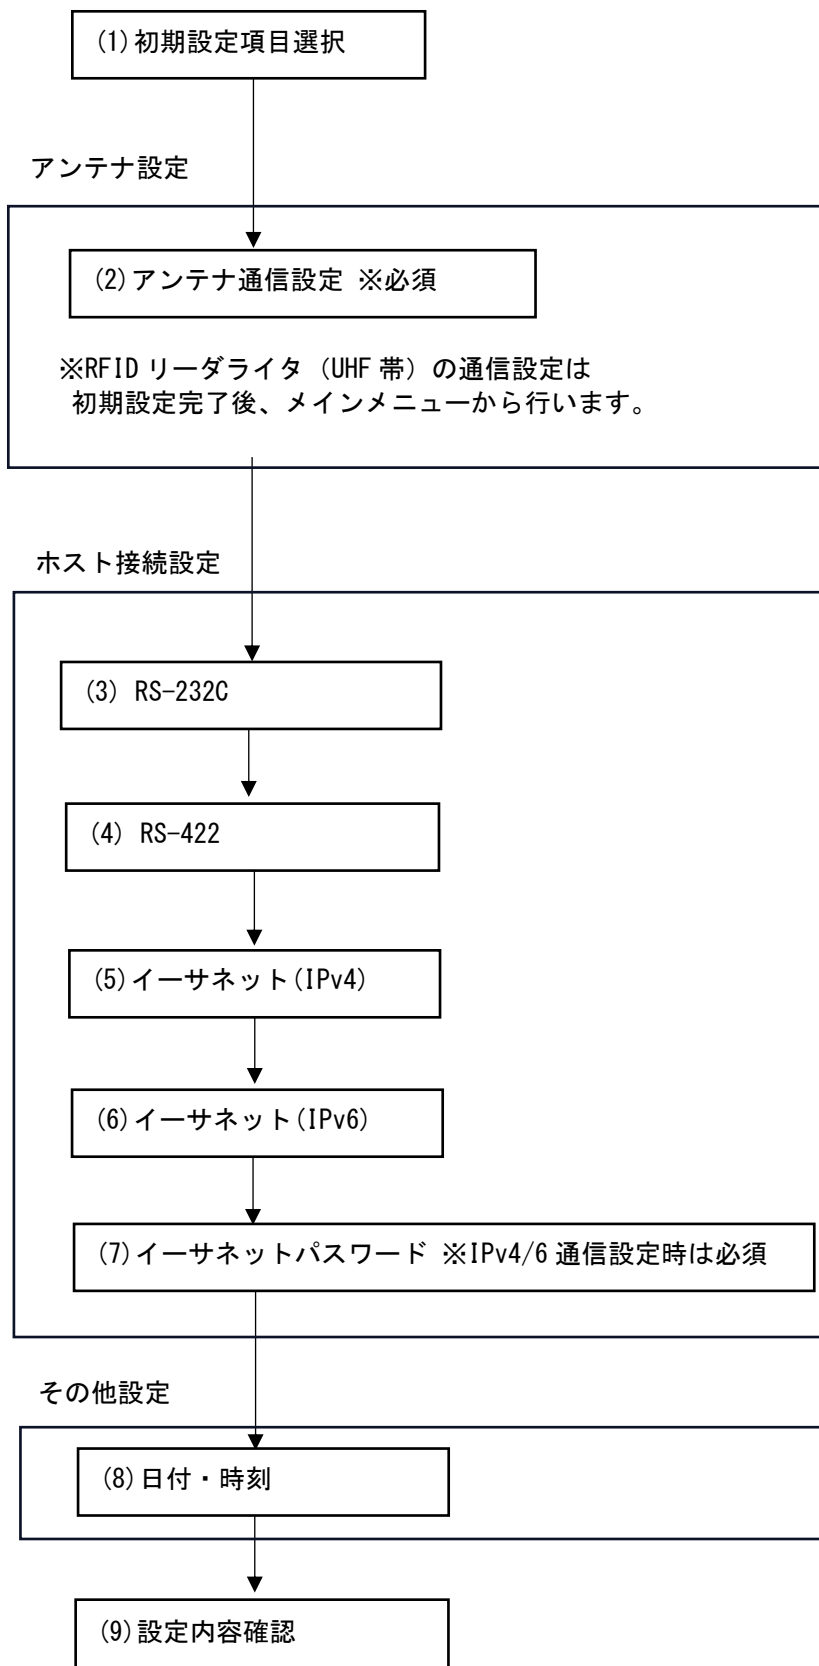 (1)初期設定項目選択
アンテナ設定
(2)アンテナ通信設定 ※必須
※RFID リーダライタ（UHF 帯）の通信設定は
初期設定完了後、メインメニューから行います。
ホスト接続設定
(3) RS-232C
(4) RS-422
(5)イーサネット(IPv4)
(6)イーサネット(IPv6)
(7)イーサネットパスワード ※IPv4/6 通信設定時は必須
その他設定
(8)日付・時刻
(9)設定内容確認